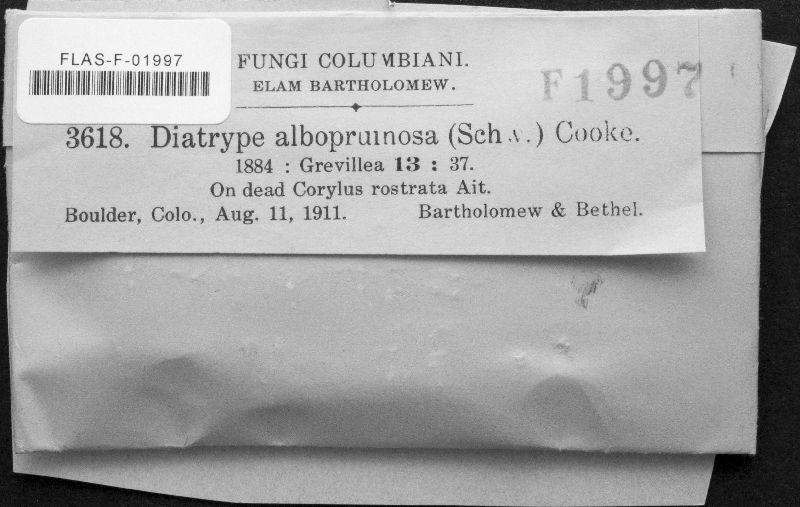 FLAS-F-01997
FUNGI COLUMBIANI.
ELAM BARTHOLOMEW.
F1997
3618. Diatrype albopruinosa (Schw.) Cooke.
1884 : Grevillea 13 : 37.
On dead Corylus rostrata Ait.
Boulder, Colo., Aug. 11, 1911. Bartholomew & Bethel.